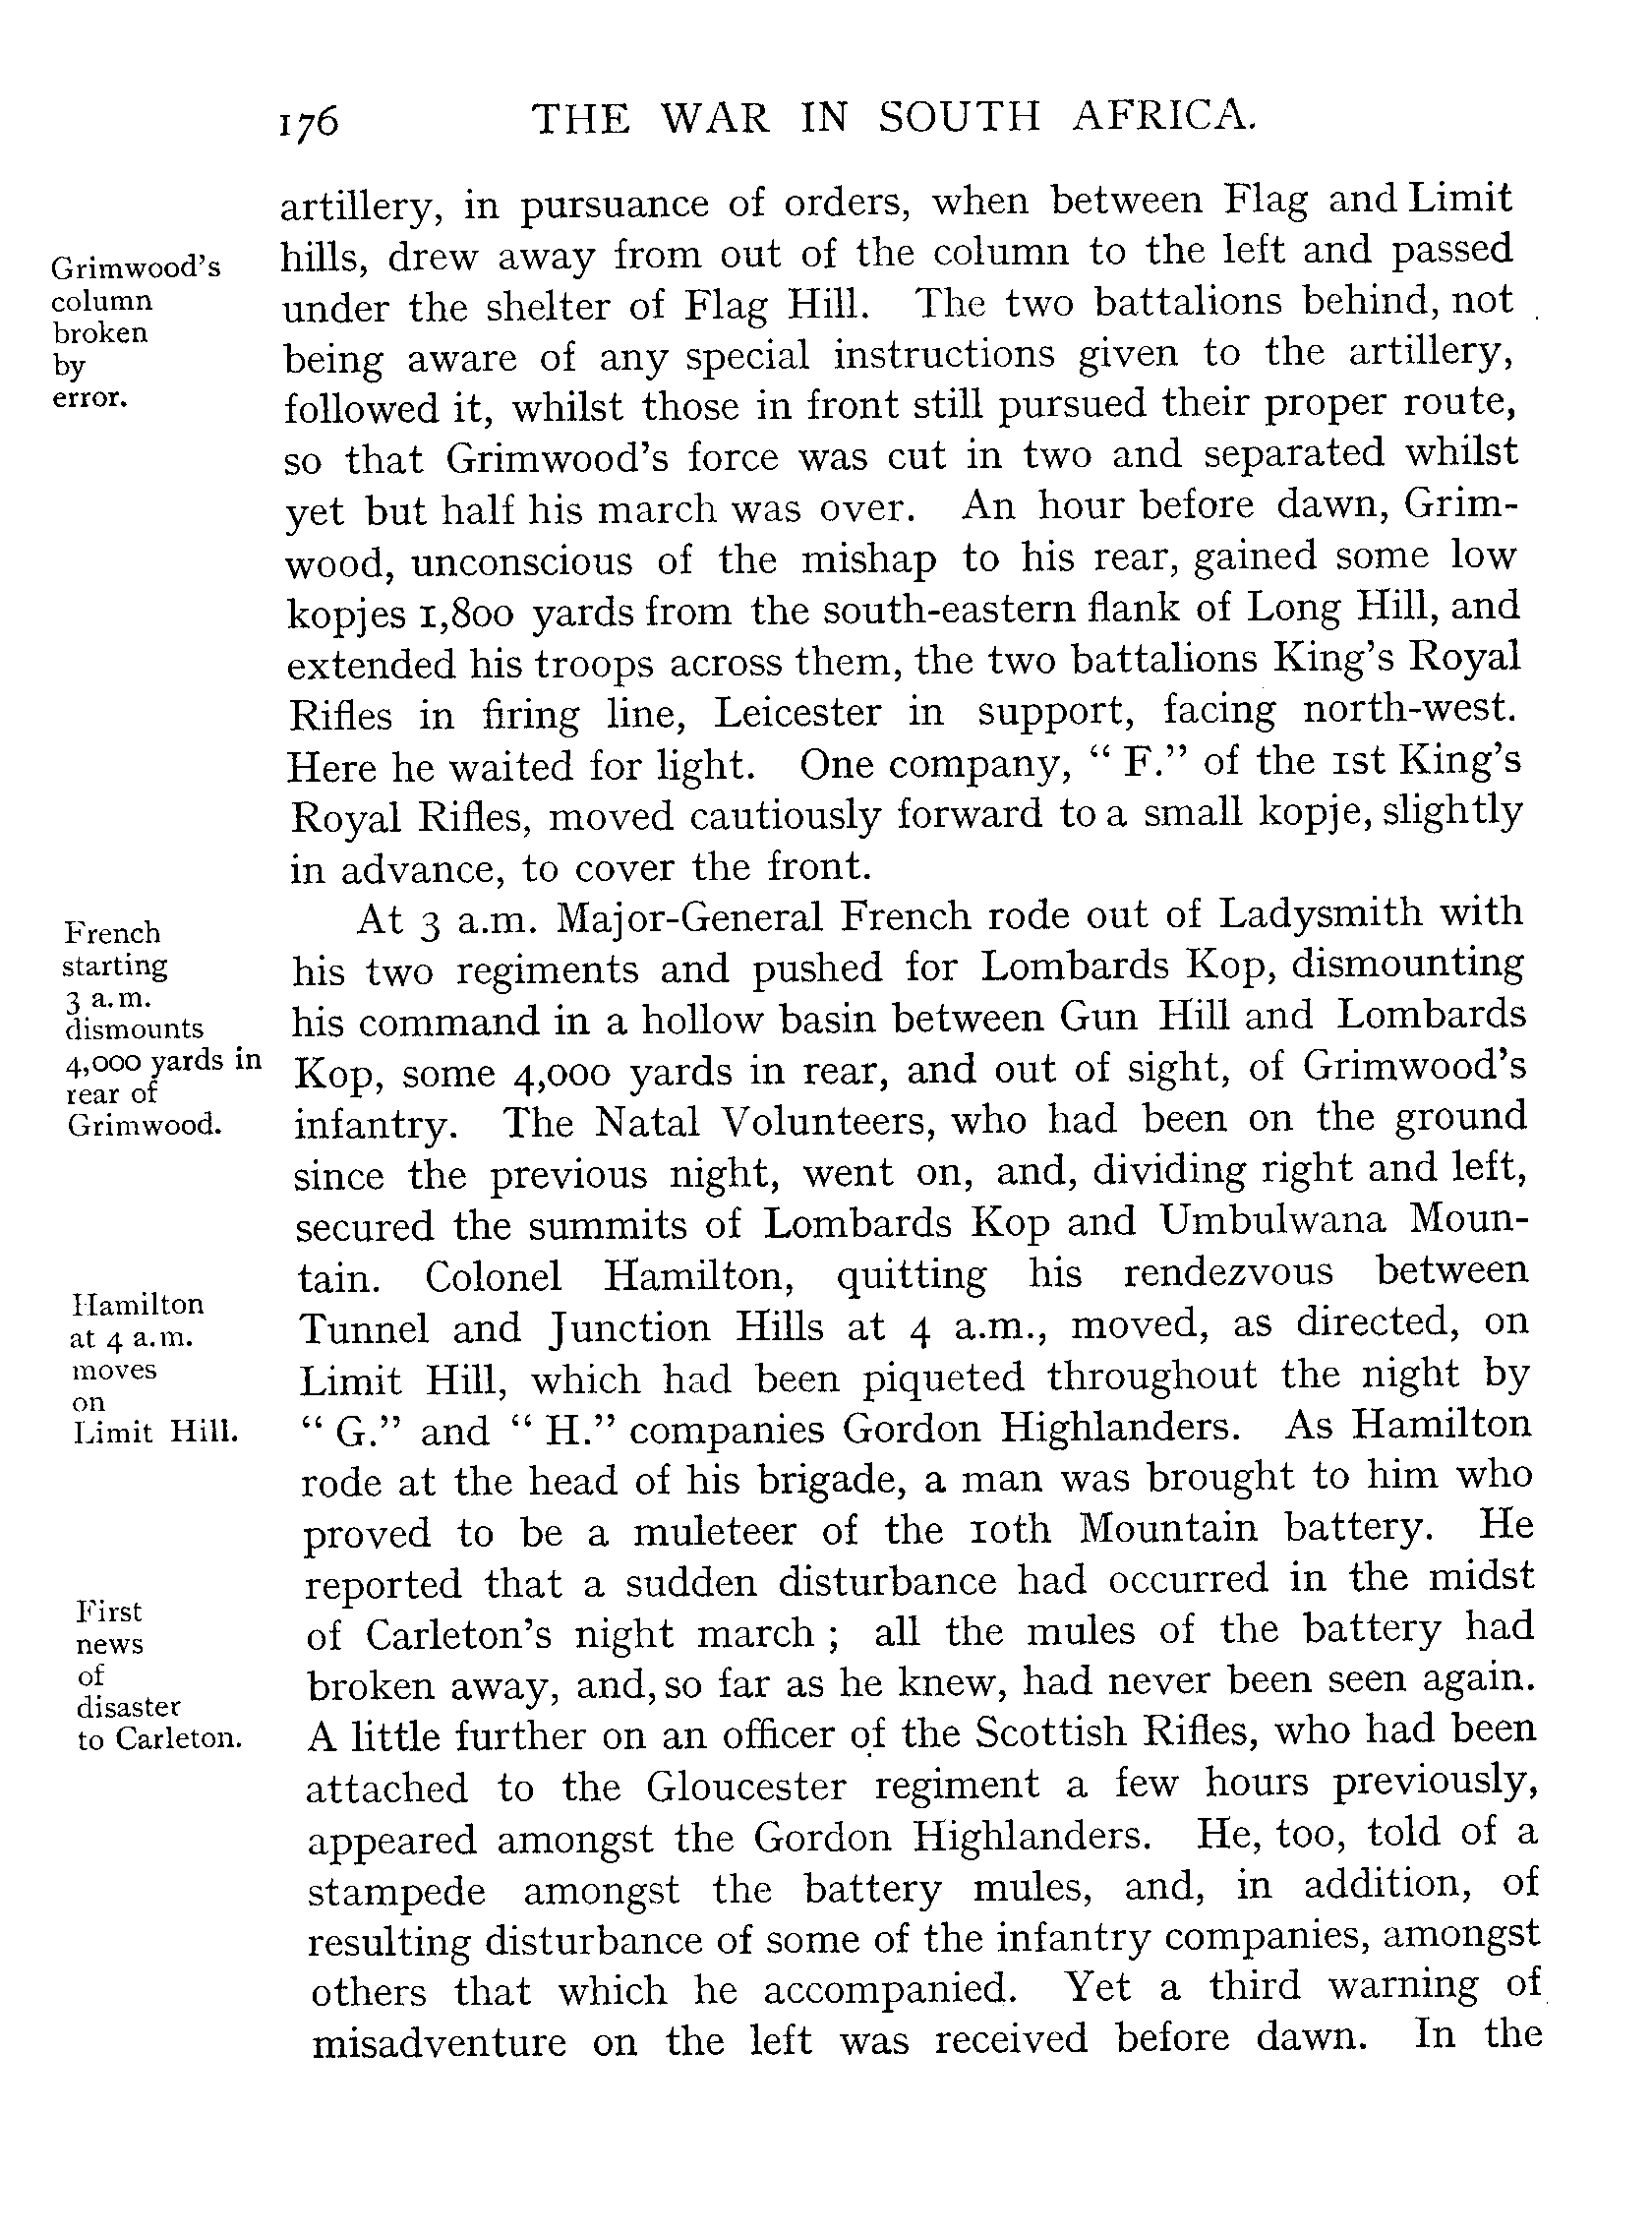 176 THE WAR IN SOUTH AFRICA.
artillery, in pursuance of orders, when between Flag and Limit
hills, drew away from out of the column to the left and passed
under the shelter of Flag Hill. The two battalions behind, not
being aware of any special instructions given to the artillery,
followed it, whilst those in front still pursued their proper route,
so that Grimwood's force was cut in two and separated whilst
yet but half his march was over. An hour before dawn, Grim-
wood, unconscious of the mishap to his rear, gained some low
kopjes 1,800 yards from the south-eastern flank of Long Hill, and
extended his troops across them, the two battalions King's Royal
Rifles in firing line, Leicester in support, facing north-west.
Here he waited for light. One company, "F." of the 1st King's
Royal Rifles, moved cautiously forward to a small kopje, slightly
in advance, to cover the front.
Grimwood's
column
broken
by
error.
At 3 a.m. Major-General French rode out of Ladysmith with
his two regiments and pushed for Lombards Kop, dismounting
his command in a hollow basin between Gun Hill and Lombards
Kop, some 4,000 yards in rear, and out of sight, of Grimwood's
infantry. The Natal Volunteers, who had been on the ground
since the previous night, went on, and, dividing right and left,
secured the summits of Lombards Kop and Umbulwana Moun-
tain. Colonel Hamilton, quitting his rendezvous between
Tunnel and Junction Hills at 4 a.m., moved, as directed, on
Limit Hill, which had been piqueted throughout the night by
"G." and "H." companies Gordon Highlanders. As Hamilton
rode at the head of his brigade, a man was brought to him who
proved to be a muleteer of the 10th Mountain battery. He
reported that a sudden disturbance had occurred in the midst
of Carleton's night march; all the mules of the battery had
broken away, and, so far as he knew, had never been seen again.
A little further on an officer of the Scottish Rifles, who had been
attached to the Gloucester regiment a few hours previously,
appeared amongst the Gordon Highlanders. He, too, told of a
stampede amongst the battery mules, and, in addition, of
resulting disturbance of some of the infantry companies, amongst
others that which he accompanied. Yet a third warning of
misadventure on the left was received before dawn. In the
French
starting
3 a.m.
dismounts
4,000 yards in
rear of
Grimwood.
Hamilton
at 4 a.m.
moves
on
Limit Hill.
First
news
of
disaster
to Carleton.